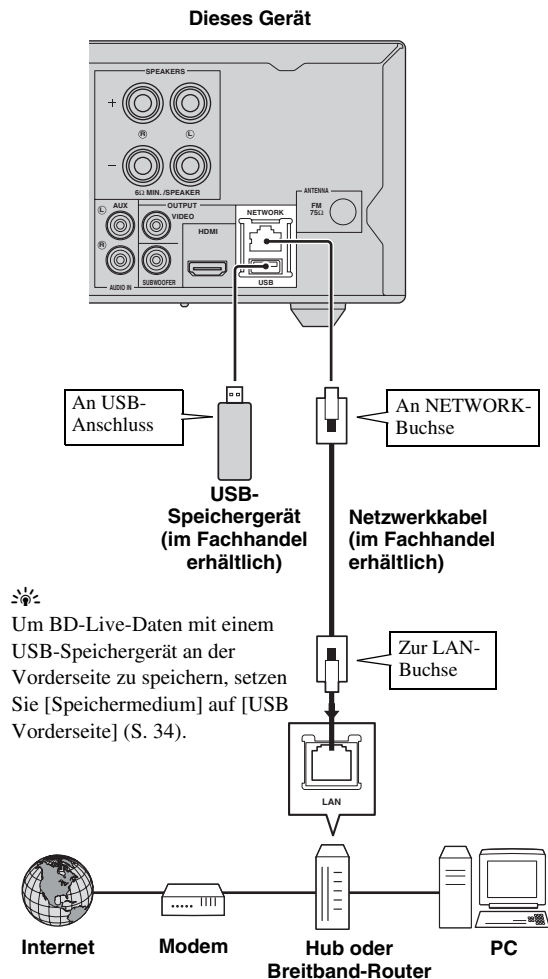 Dieses Gerät
SPEAKERS
+
R
L
–
6Ω MIN. /SPEAKER
ANTENNA
FM
75Ω
AUX
OUTPUT
NETWORK
L
VIDEO
HDMI
R
AUDIO IN
SUBWOOFER
USB
An USB-
Anschluss
An NETWORK-
Buchse
USB-
Speichergerät
(im Fachhandel
erhältlich)
Netzwerkkabel
(im Fachhandel
erhältlich)
Um BD-Live-Daten mit einem
USB-Speichergerät an der
Vorderseite zu speichern, setzen
Sie [Speichermedium] auf [USB
Vorderseite] (S. 34).
Zur LAN-
Buchse
LAN
Internet
Modem
Hub oder
Breitband-Router
PC